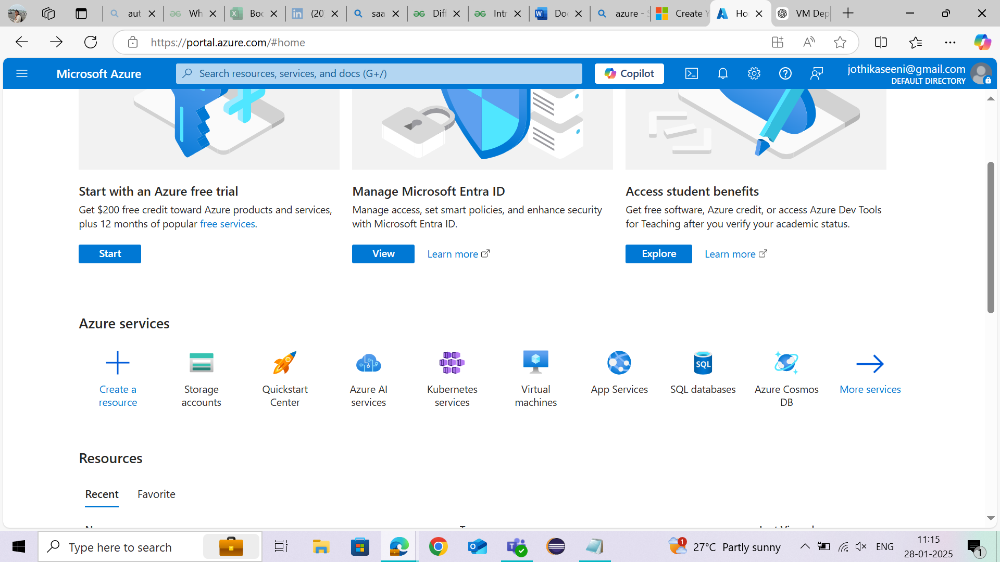 aut
Wh
Boc
(20
saa
Diff
Intr
Doc
azure - S
Create Y
Ho
VM Dep
https://portal.azure.com/#home
Microsoft Azure
Search resources, services, and docs (G+/)
Copilot
jothikaseeni@gmail.com
DEFAULT DIRECTORY
Start with an Azure free trial
Get $200 free credit toward Azure products and services,
plus 12 months of popular free services.
Start
Manage Microsoft Entra ID
Manage access, set smart policies, and enhance security
with Microsoft Entra ID.
View
Learn more
Access student benefits
Get free software, Azure credit, or access Azure Dev Tools
for Teaching after you verify your academic status.
Explore
Learn more
Azure services
Create a
resource
Storage
accounts
Quickstart
Center
Azure AI
services
Kubernetes
services
Virtual
machines
App Services
SQL
SQL databases
Azure Cosmos
DB
More services
Resources
Recent
Favorite
Type here to search
1
27°C Partly sunny
ENG
11:15
28-01-2025
1